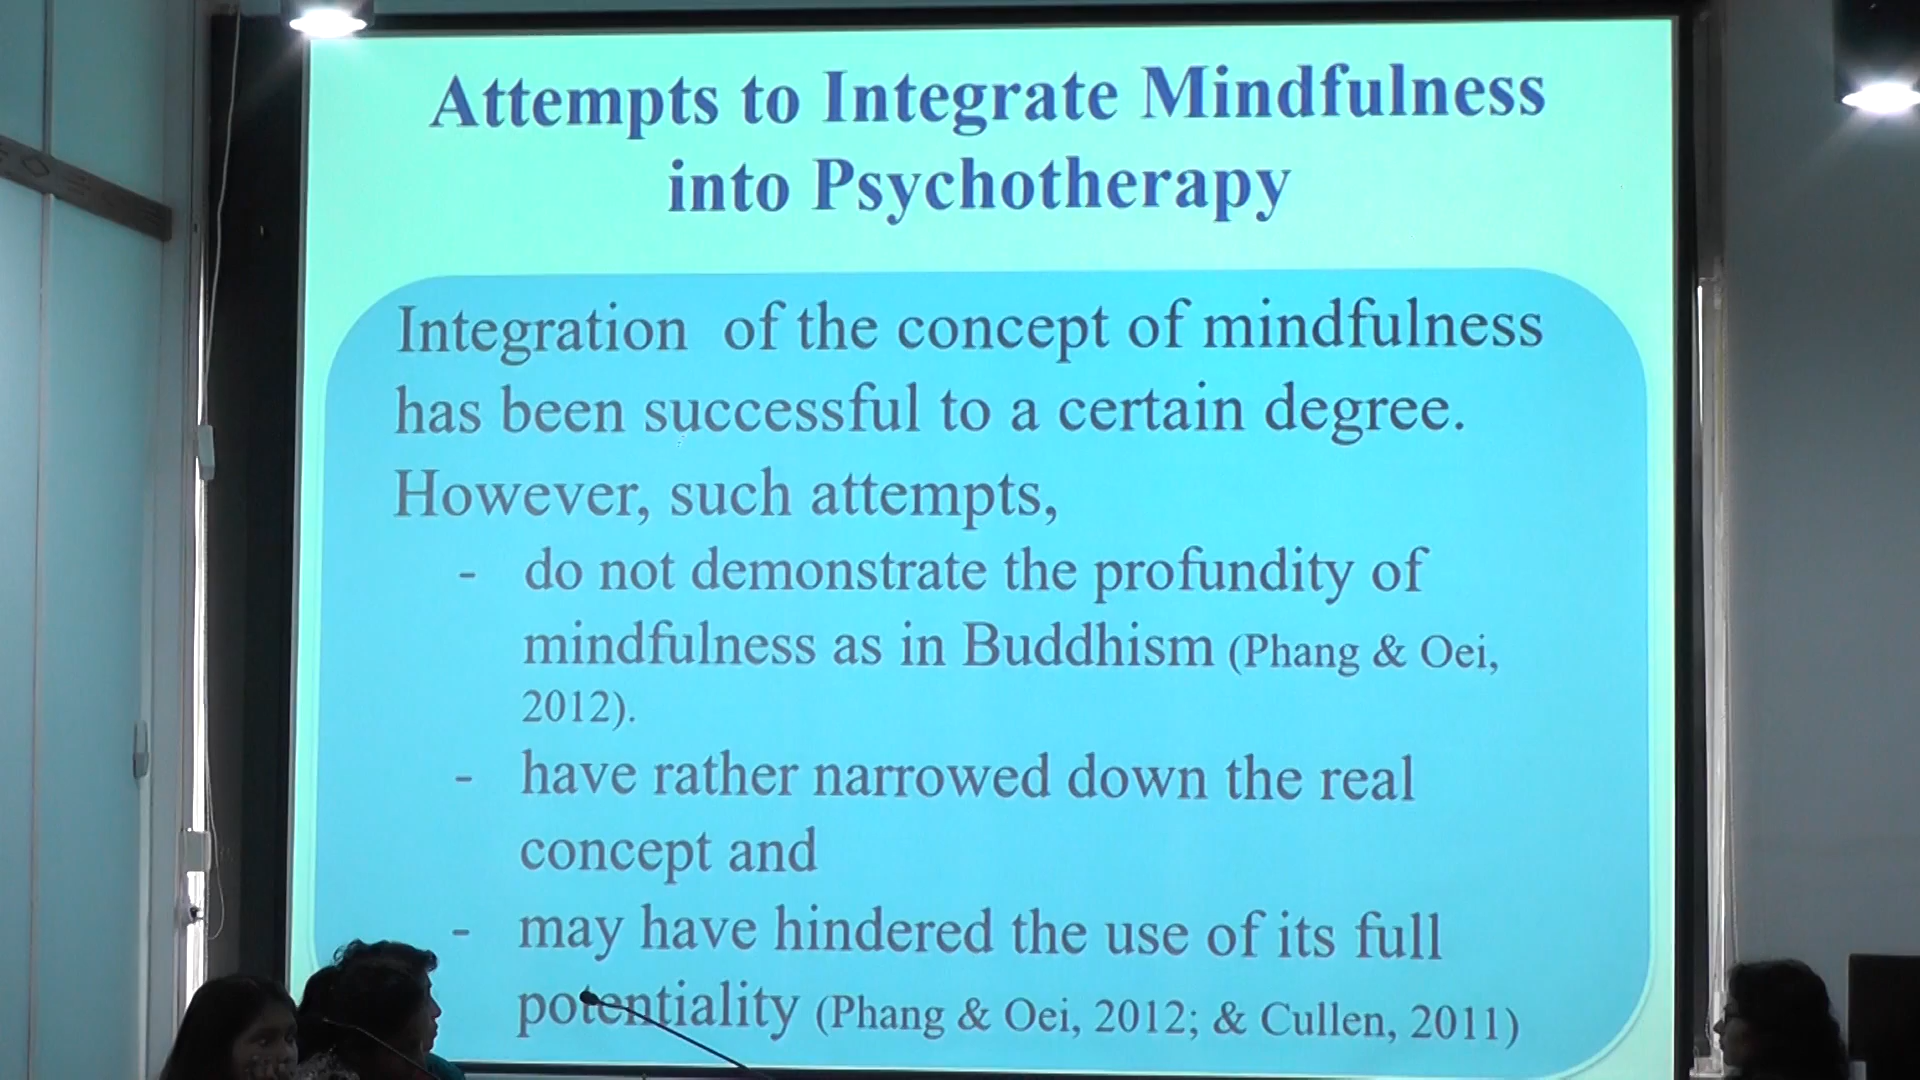 Attempts to Integrate Mindfulness
into Psychotherapy
Integration of the concept of mindfulness
has been successful to a certain degree.
However, such attempts,
- do not demonstrate the profundity of
mindfulness as in Buddhism (Phang & Oei,
2012).
- have rather narrowed down the real
concept and
- may have hindered the use of its full
potentiality (Phang & Oei, 2012; & Cullen, 2011)